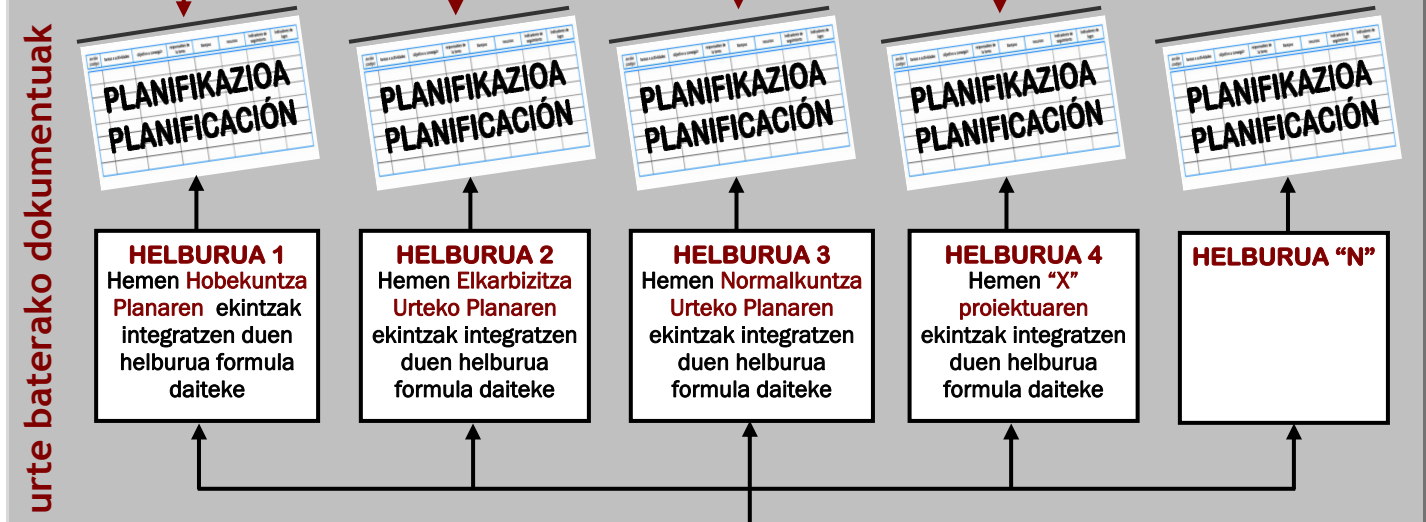 urte baterako dokumentuak
PLANIFIKAZIOA
PLANIFICACIÓN
PLANIFIKAZIOA
PLANIFICACIÓN
PLANIFIKAZIOA
PLANIFICACIÓN
PLANIFIKAZIOA
PLANIFICACIÓN
PLANIFIKAZIOA
PLANIFICACIÓN
HELBURUA 1
Hemen Hobekuntza
Planaren ekintzak
integratzen duen
helburua formula
daiteke
HELBURUA 2
Hemen Elkarbizitza
Urteko Planaren
ekintzak integratzen
duen helburua
formula daiteke
HELBURUA 3
Hemen Normalkuntza
Urteko Planaren
ekintzak integratzen
duen helburua
formula daiteke
HELBURUA 4
Hemen “X”
proiektuaren
ekintzak integratzen
duen helburua
formula daiteke
HELBURUA “N”